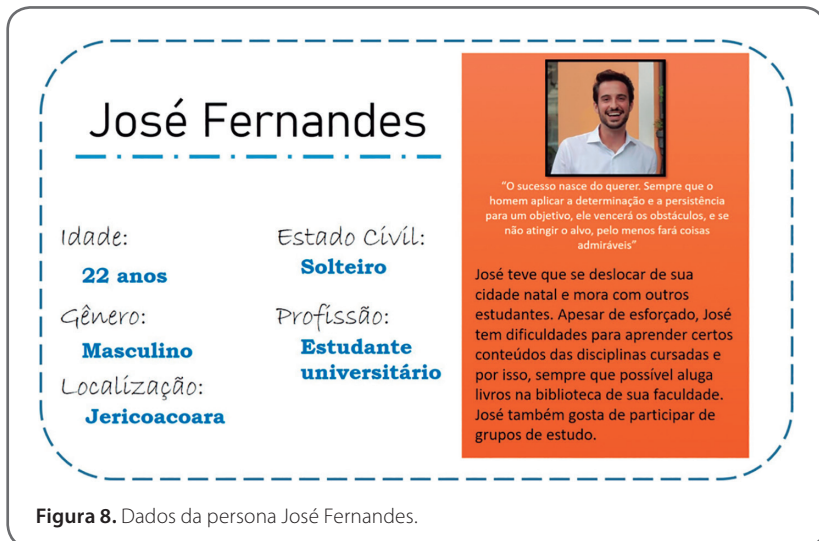 José Fernandes
Idade:
22 anos
Gênero:
Masculino
Localização:
Jericoacoara
Estado Civil:
Solteiro
Profissão:
Estudante
universitário
"O sucesso nasce do querer. Sempre que o
homem aplicar a determinação e a persistência
para um objetivo, ele vencerá os obstáculos, e se
não atingir o alvo, pelo menos fará coisas
admiráveis”
José teve que se deslocar de sua
cidade natal e mora com outros
estudantes. Apesar de esforçado, José
tem dificuldades para aprender certos
conteúdos das disciplinas cursadas e
por isso, sempre que possível aluga
livros na biblioteca de sua faculdade.
José também gosta de participar de
grupos de estudo.
Figura 8. Dados da persona José Fernandes.